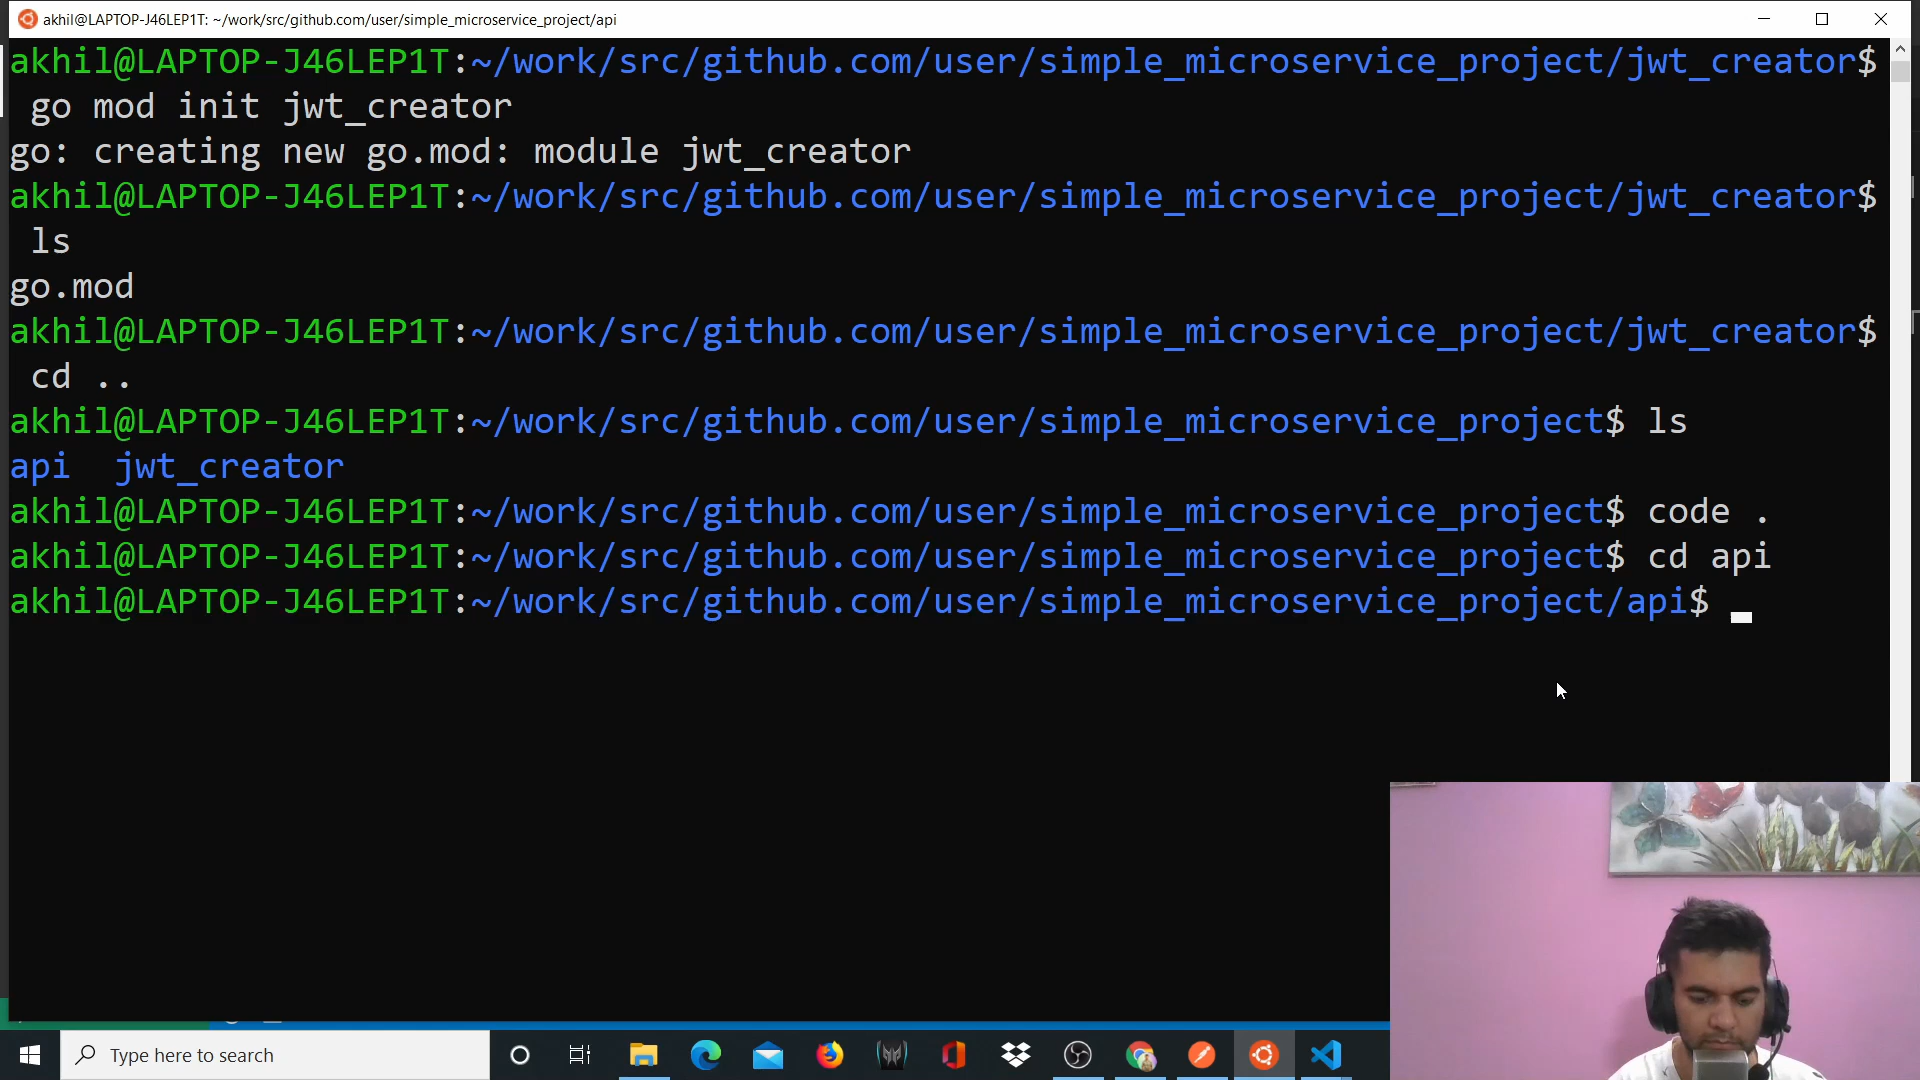 akhil@LAPTOP-J46LEP1T: ~/work/src/github.com/user/simple_microservice_project/api
akhil@LAPTOP-J46LEP1T:~/work/src/github.com/user/simple_microservice_project/jwt_creator$
go mod init jwt_creator
go: creating new go.mod: module jwt_creator
akhil@LAPTOP-J46LEP1T:~/work/src/github.com/user/simple_microservice_project/jwt_creator$
ls
go.mod
akhil@LAPTOP-J46LEP1T:~/work/src/github.com/user/simple_microservice_project/jwt_creator$
cd ..
akhil@LAPTOP-J46LEP1T:~/work/src/github.com/user/simple_microservice_project$ ls
api  jwt_creator
akhil@LAPTOP-J46LEP1T:~/work/src/github.com/user/simple_microservice_project$ code .
akhil@LAPTOP-J46LEP1T:~/work/src/github.com/user/simple_microservice_project$ cd api
akhil@LAPTOP-J46LEP1T:~/work/src/github.com/user/simple_microservice_project/api$
Type here to search